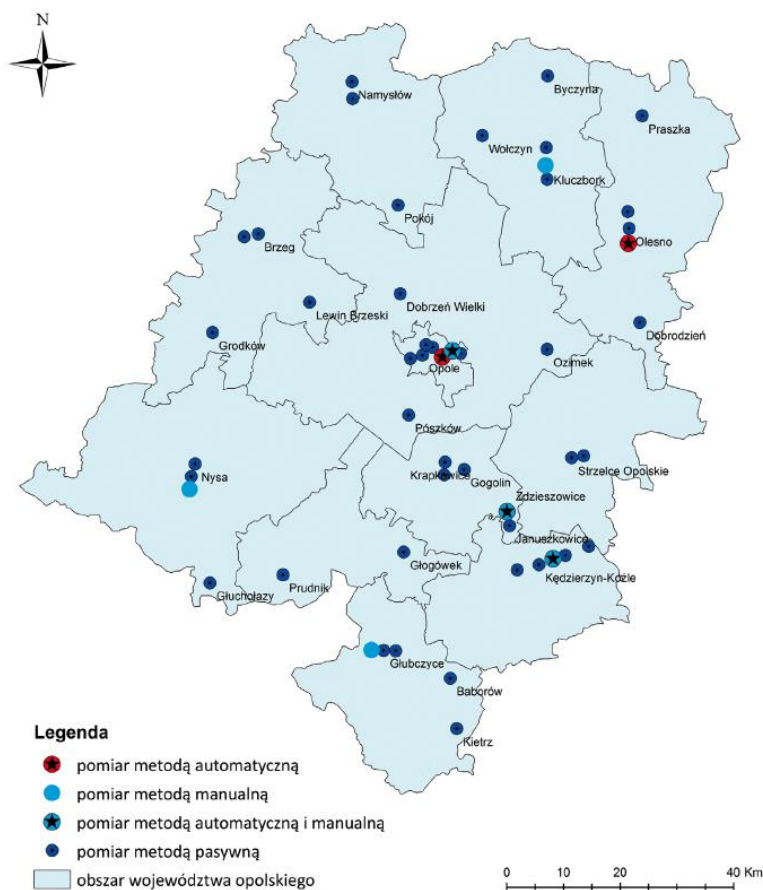 N
Namysłów
Byczyna
Praszka
Wołczyn
Kluczbork
Pokój
Olesno
Brzeg
Dobrzeń Wielki
Lewin Brzeski
Dobrodzień
Grodków
Ozimek
Opole
Pószków
Strzelce Opolskie
Krapkowice
Gogolin
Nysa
Zdzieszowice
Januszkowice
Głogówek
Kędzierzyn-Koźle
Prudnik
Głuchołazy
Głubczyce
Baborów
Kietrz
Legenda
pomiar metodą automatyczną
pomiar metodą manualną
pomiar metodą automatyczną i manualną
pomiar metodą pasywną
obszar województwa opolskiego
0 10 20 40 Km